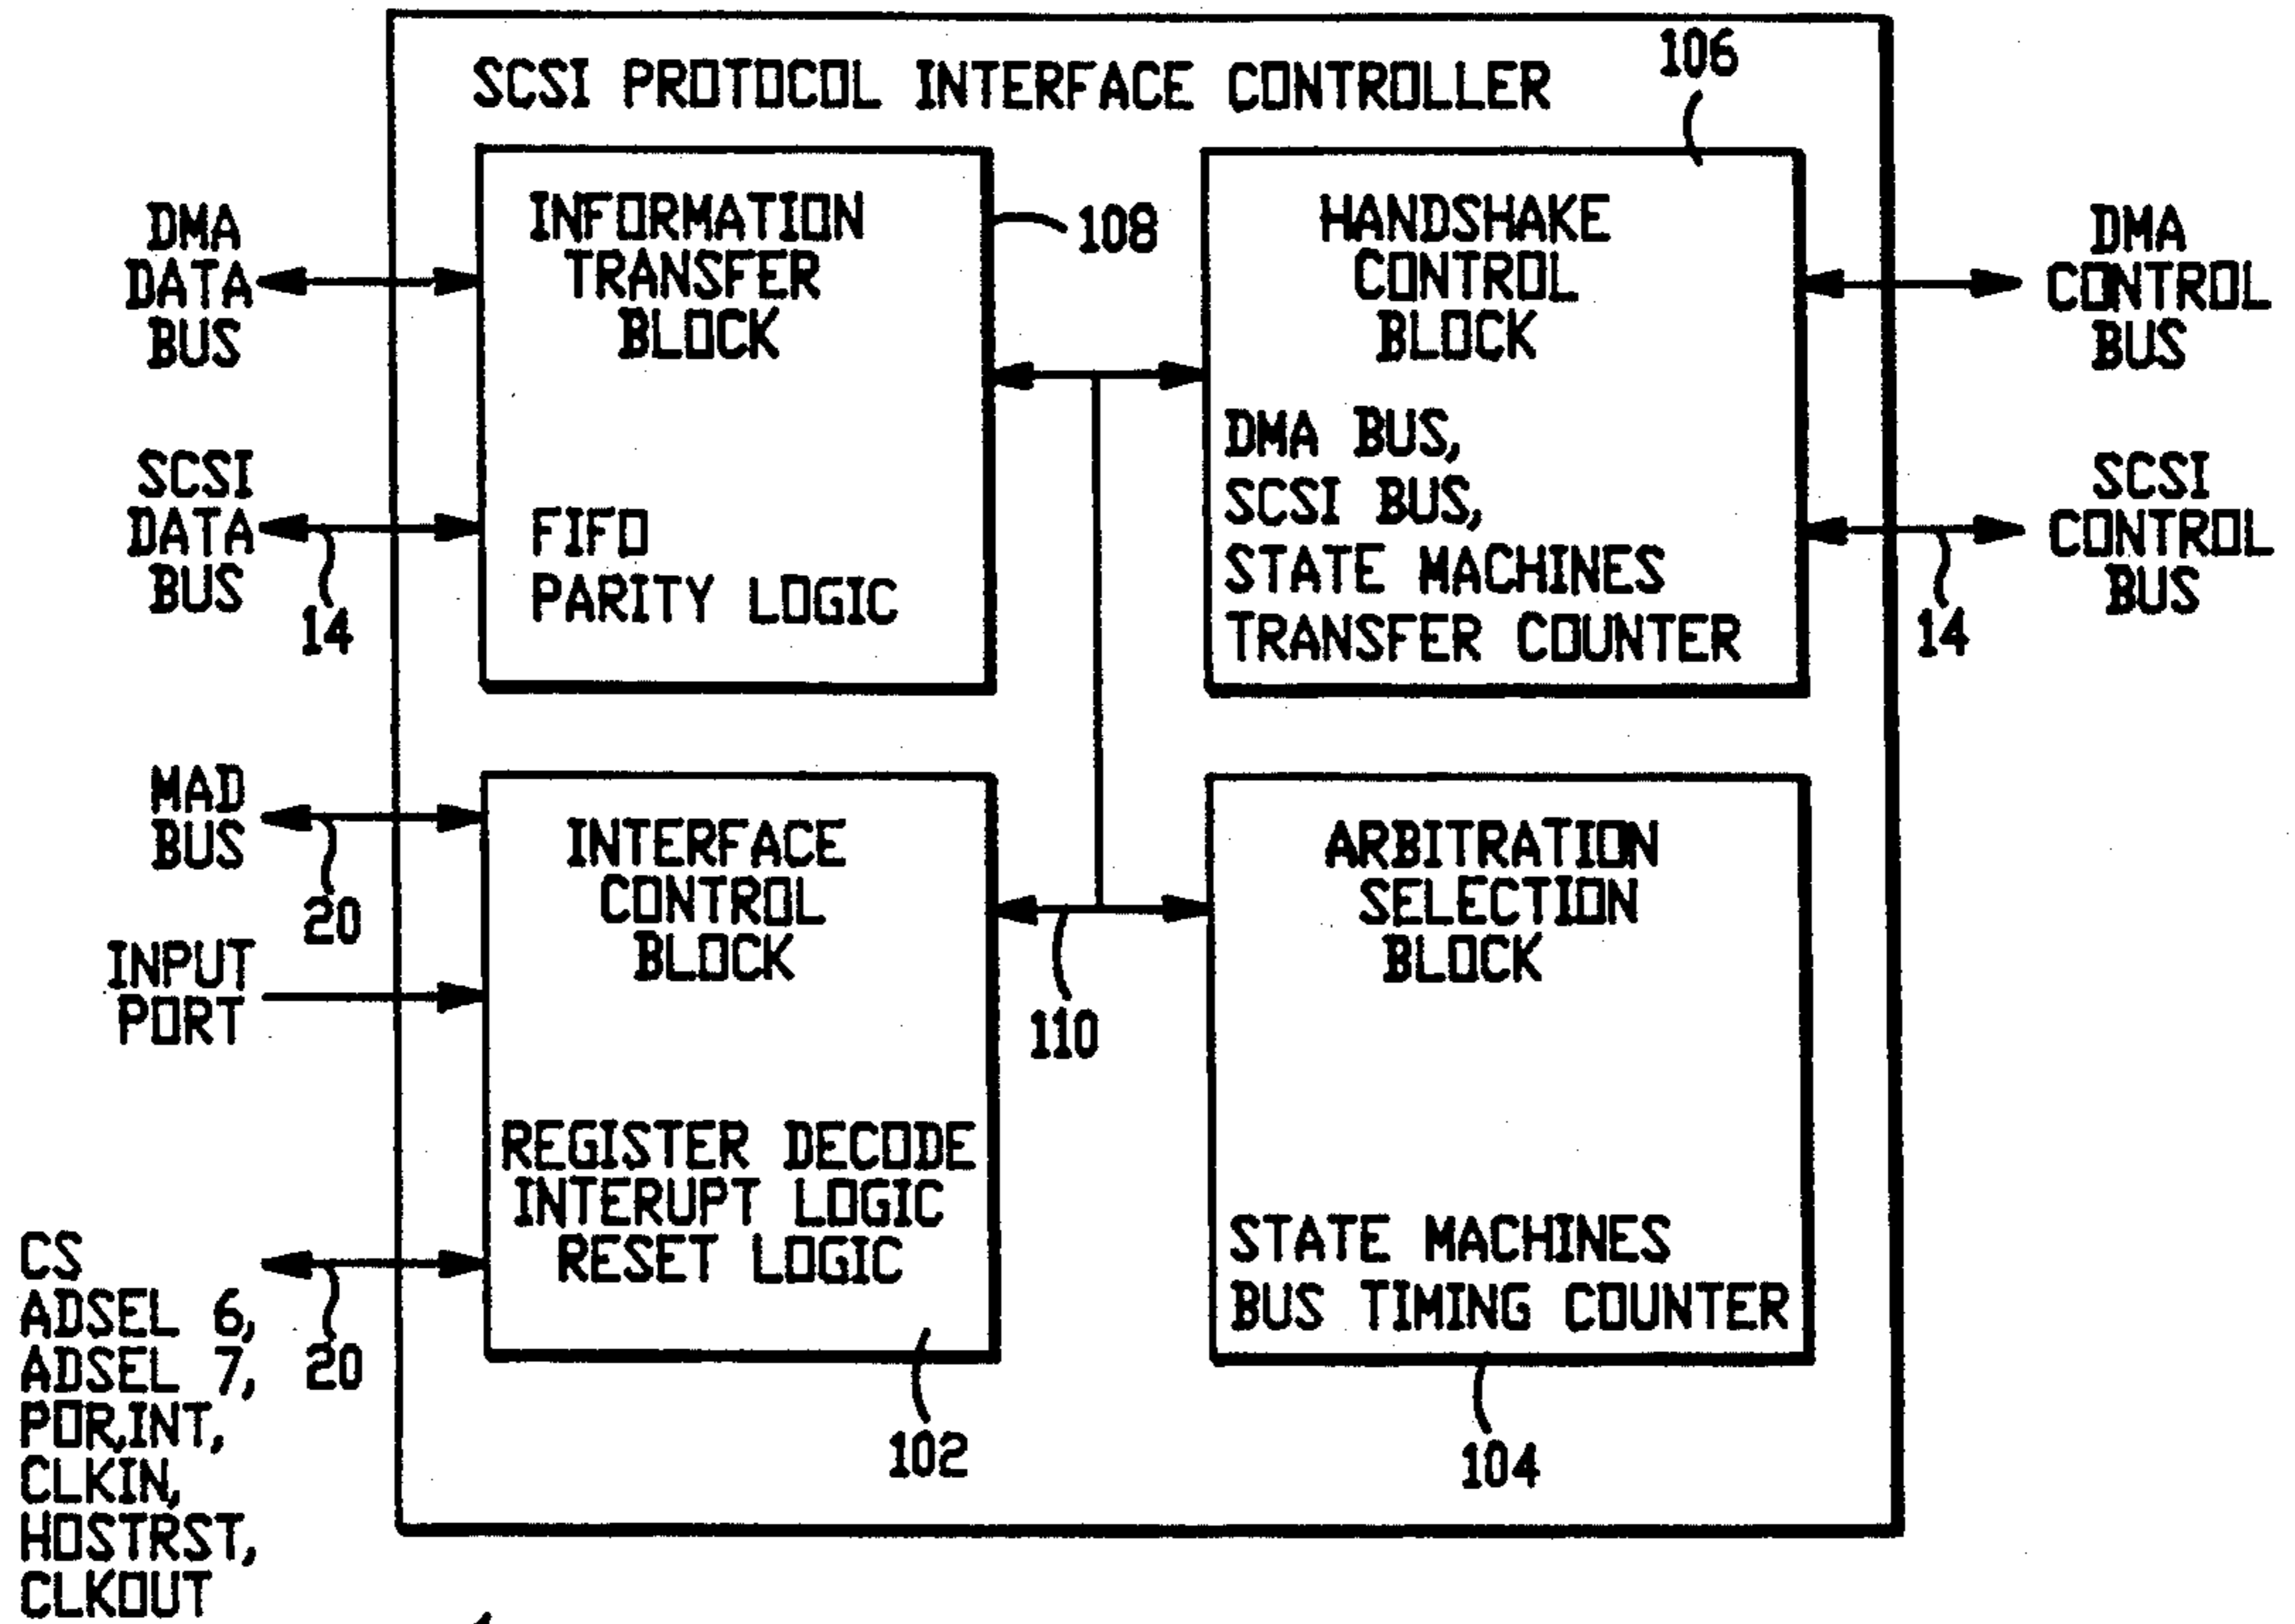 SCSI PROTOCOL INTERFACE CONTROLLER
106
INFORMATION
TRANSFER
BLOCK
108
FIFO
PARITY LOGIC
HANDSHAKE
CONTROL
BLOCK
DMA BUS,
SCSI BUS,
STATE MACHINES
TRANSFER COUNTER
DMA
DATA
BUS
SCSI
DATA
BUS
14
DMA
CONTROL
BUS
SCSI
CONTROL
BUS
14
MAD
BUS
20
INPUT
PORT
INTERFACE
CONTROL
BLOCK
REGISTER DECODE
INTERUPT LOGIC
RESET LOGIC
102
110
ARBITRATION
SELECTION
BLOCK
STATE MACHINES
BUS TIMING COUNTER
104
CS
ADSEL 6,
ADSEL 7,
POR,INT,
CLKIN,
HOSTRST,
CLKOUT
20